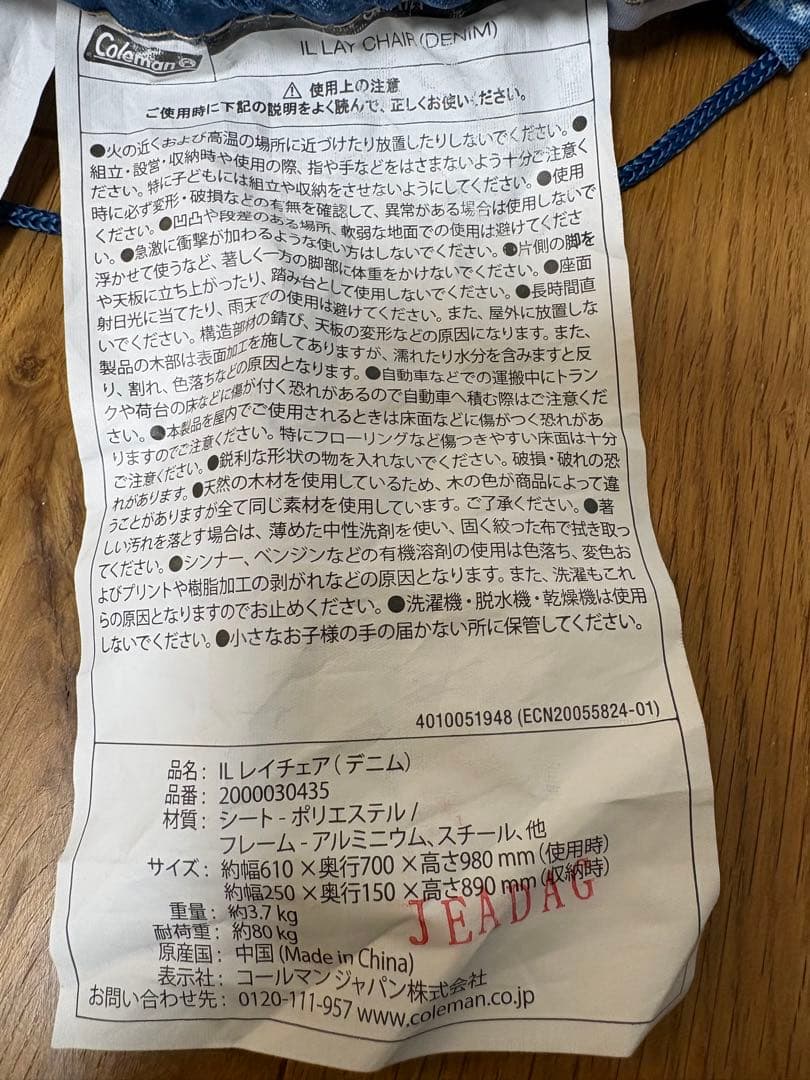 Coleman
IL LAY CHAIR (DENIM)
⚠ 使用上の注意
ご使用時に下記の説明をよく読んで、正しくお使いください。
●火の近くおよび高温の場所に近づけたり放置したりしないでください。●
組立・設営・収納時や使用の際、指や手などをはさまないよう十分ご注意く
ださい。特に子どもには組立や収納をさせないようにしてください。●使用
時に必ず変形・破損などの有無を確認して、異常がある場合は使用しないで
ください。●凹凸や段差のある場所、軟弱な地面での使用は避けてくださ
い。●急激に衝撃が加わるような使い方はしないでください。●片側の脚を
浮かせて使うなど、著しく一方の脚部に体重をかけないでください。●座面
や天板に立ち上がったり、踏み台として使用しないでください。●長時間直
射日光に当てたり、雨天での使用は避けてください。また、屋外に放置しな
いでください。構造部材の錆び、天板の変形などの原因になります。また、
製品の木部は表面加工を施してありますが、濡れたり水分を含みますと反
り、割れ、色落ちなどの原因となります。●自動車などでの運搬中にトラン
クや荷台の床などに傷が付く恐れがあるので自動車へ積む際はご注意くだ
さい。●本製品を屋内でご使用されるときは床面などに傷がつく恐れがあ
りますのでご注意ください。特にフローリングなど傷つきやすい床面は十分
ご注意ください。●鋭利な形状の物を入れないでください。破損・破れの恐
れがあります。●天然の木材を使用しているため、木の色が商品によって違
うことがありますが全て同じ素材を使用しています。ご了承ください。●著
しい汚れを落とす場合は、薄めた中性洗剤を使い、固く絞った布で拭き取っ
てください。●シンナー、ベンジンなどの有機溶剤の使用は色落ち、変色お
よびプリントや樹脂加工の剥がれなどの原因となります。また、洗濯もこれ
らの原因となりますのでお止めください。●洗濯機・脱水機・乾燥機は使用
しないでください。●小さなお子様の手の届かない所に保管してください。
4010051948 (ECN20055824-01)
品名: IL レイチェア(デニム)
品番: 2000030435
材質: シート - ポリエステル /
フレーム - アルミニウム、スチール、他
サイズ: 約幅610 ×奥行700 ×高さ980 mm (使用時)
約幅250 ×奥行150 ×高さ890 mm (収納時)
重量: 約3.7 kg
JEADAG
耐荷重: 約80 kg
原産国: 中国 (Made in China)
表示社: コールマン ジャパン株式会社
お問い合わせ先: 0120-111-957 www.coleman.co.jp